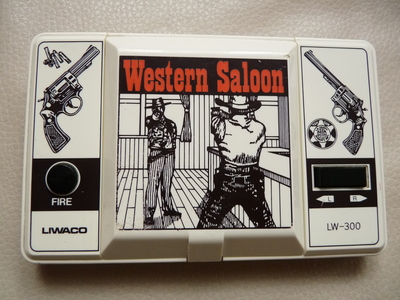 Western Saloon
FIRE
LIWACO
L R
LW-300